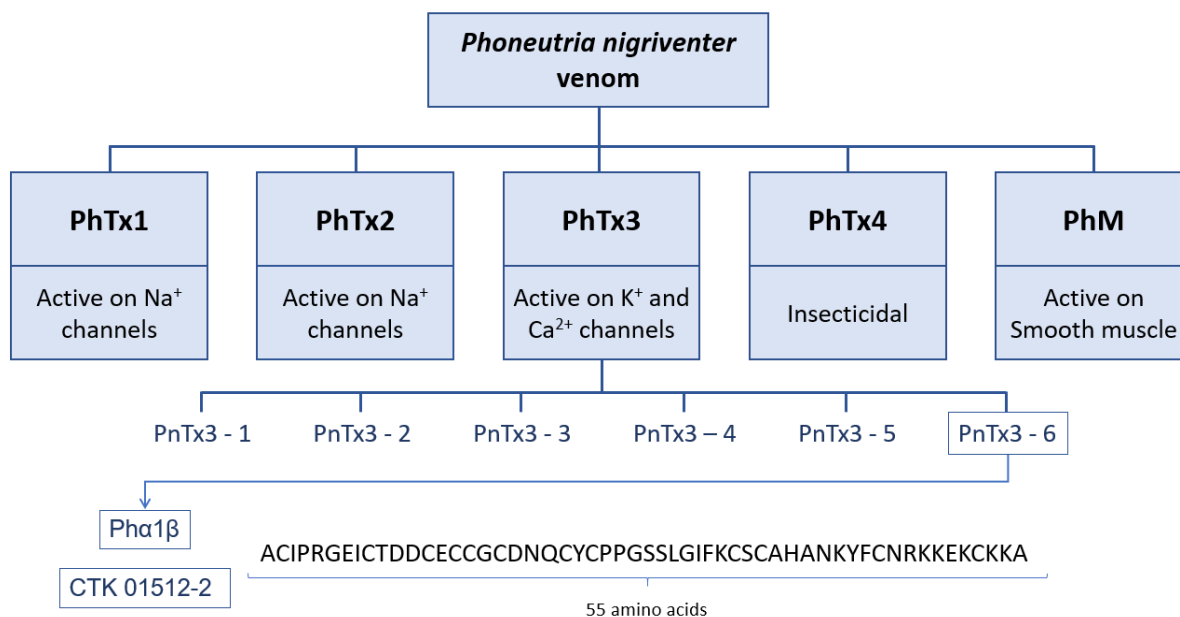 Phoneutria nigriventer
venom
PhTx1
PhTx2
PhTx3
PhTx4
PhM
Active on Na⁺
channels
Active on Na⁺
channels
Active on K⁺ and
Ca²⁺ channels
Insecticidal
Active on
Smooth muscle
PnTx3 - 1
PnTx3 - 2
PnTx3 - 3
PnTx3 – 4
PnTx3 - 5
PnTx3 - 6
Phα1β
ACIPRGEICTDDCECCGCDNQCYCPPGSSLGIFKCSCAHANKYFCNRKKEKCKKA
CTK 01512-2
55 amino acids